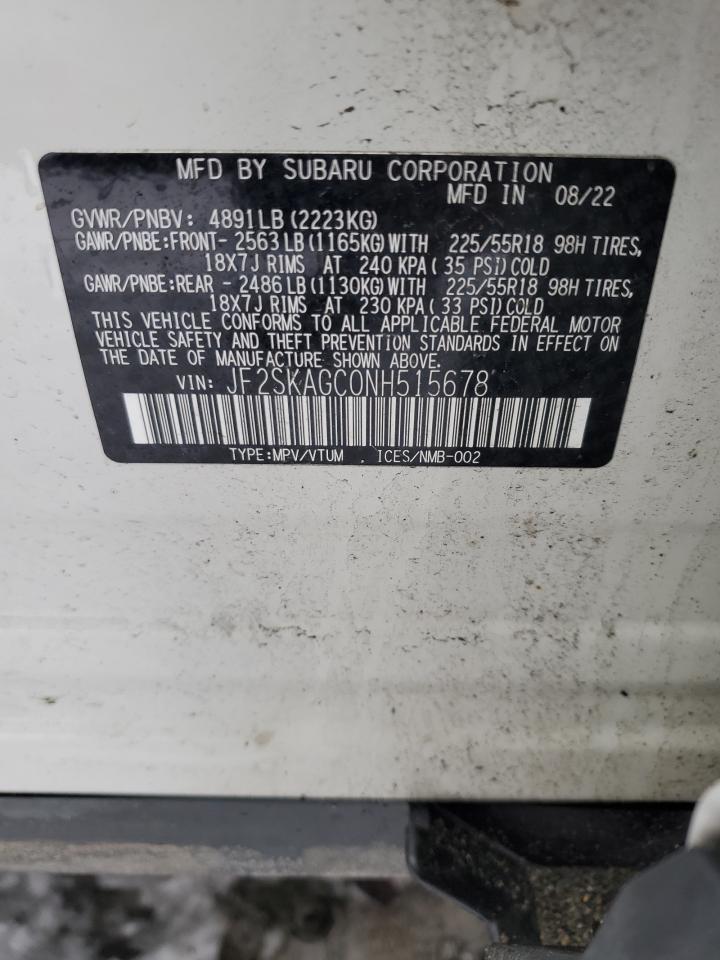 MFD BY SUBARU CORPORATION
MFD IN 08/22
GVWR/PNBV: 4891LB(2223KG)
GAWR/PNBE:FRONT- 2563LB(1165KG)WITH 225/55R18 98H TIRES,
18X7J RIMS AT 240 KPA( 35 PSI)COLD
GAWR/PNBE:REAR - 2486LB(1130KG)WITH 225/55R18 98H TIRES,
18X7J RIMS AT 230 KPA( 33 PSI)COLD
THIS VEHICLE CONFORMS TO ALL APPLICABLE FEDERAL MOTOR
VEHICLE SAFETY AND THEFT PREVENTION STANDARDS IN EFFECT ON
THE DATE OF MANUFACTURE SHOWN ABOVE.
VIN: JF2SKAGC0NH515678
TYPE:MPV/VTUM . ICES/NMB-002